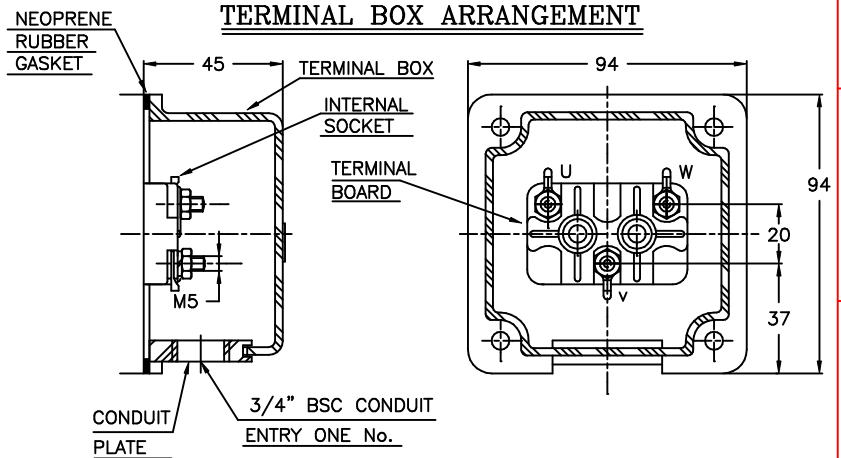 TERMINAL BOX ARRANGEMENT
NEOPRENE
RUBBER
GASKET
45
TERMINAL BOX
INTERNAL
SOCKET
TERMINAL
BOARD
M5
CONDUIT
PLATE
3/4” BSC CONDUIT
ENTRY ONE No.
94
U
W
V
20
37
94